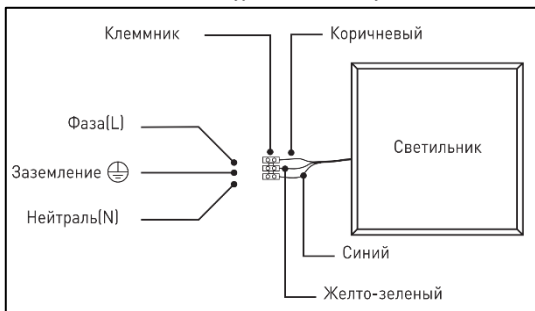 Клеммник
Коричневый
Фаза(L)
Заземление
Светильник
Нейтраль(N)
Синий
Желто-зеленый